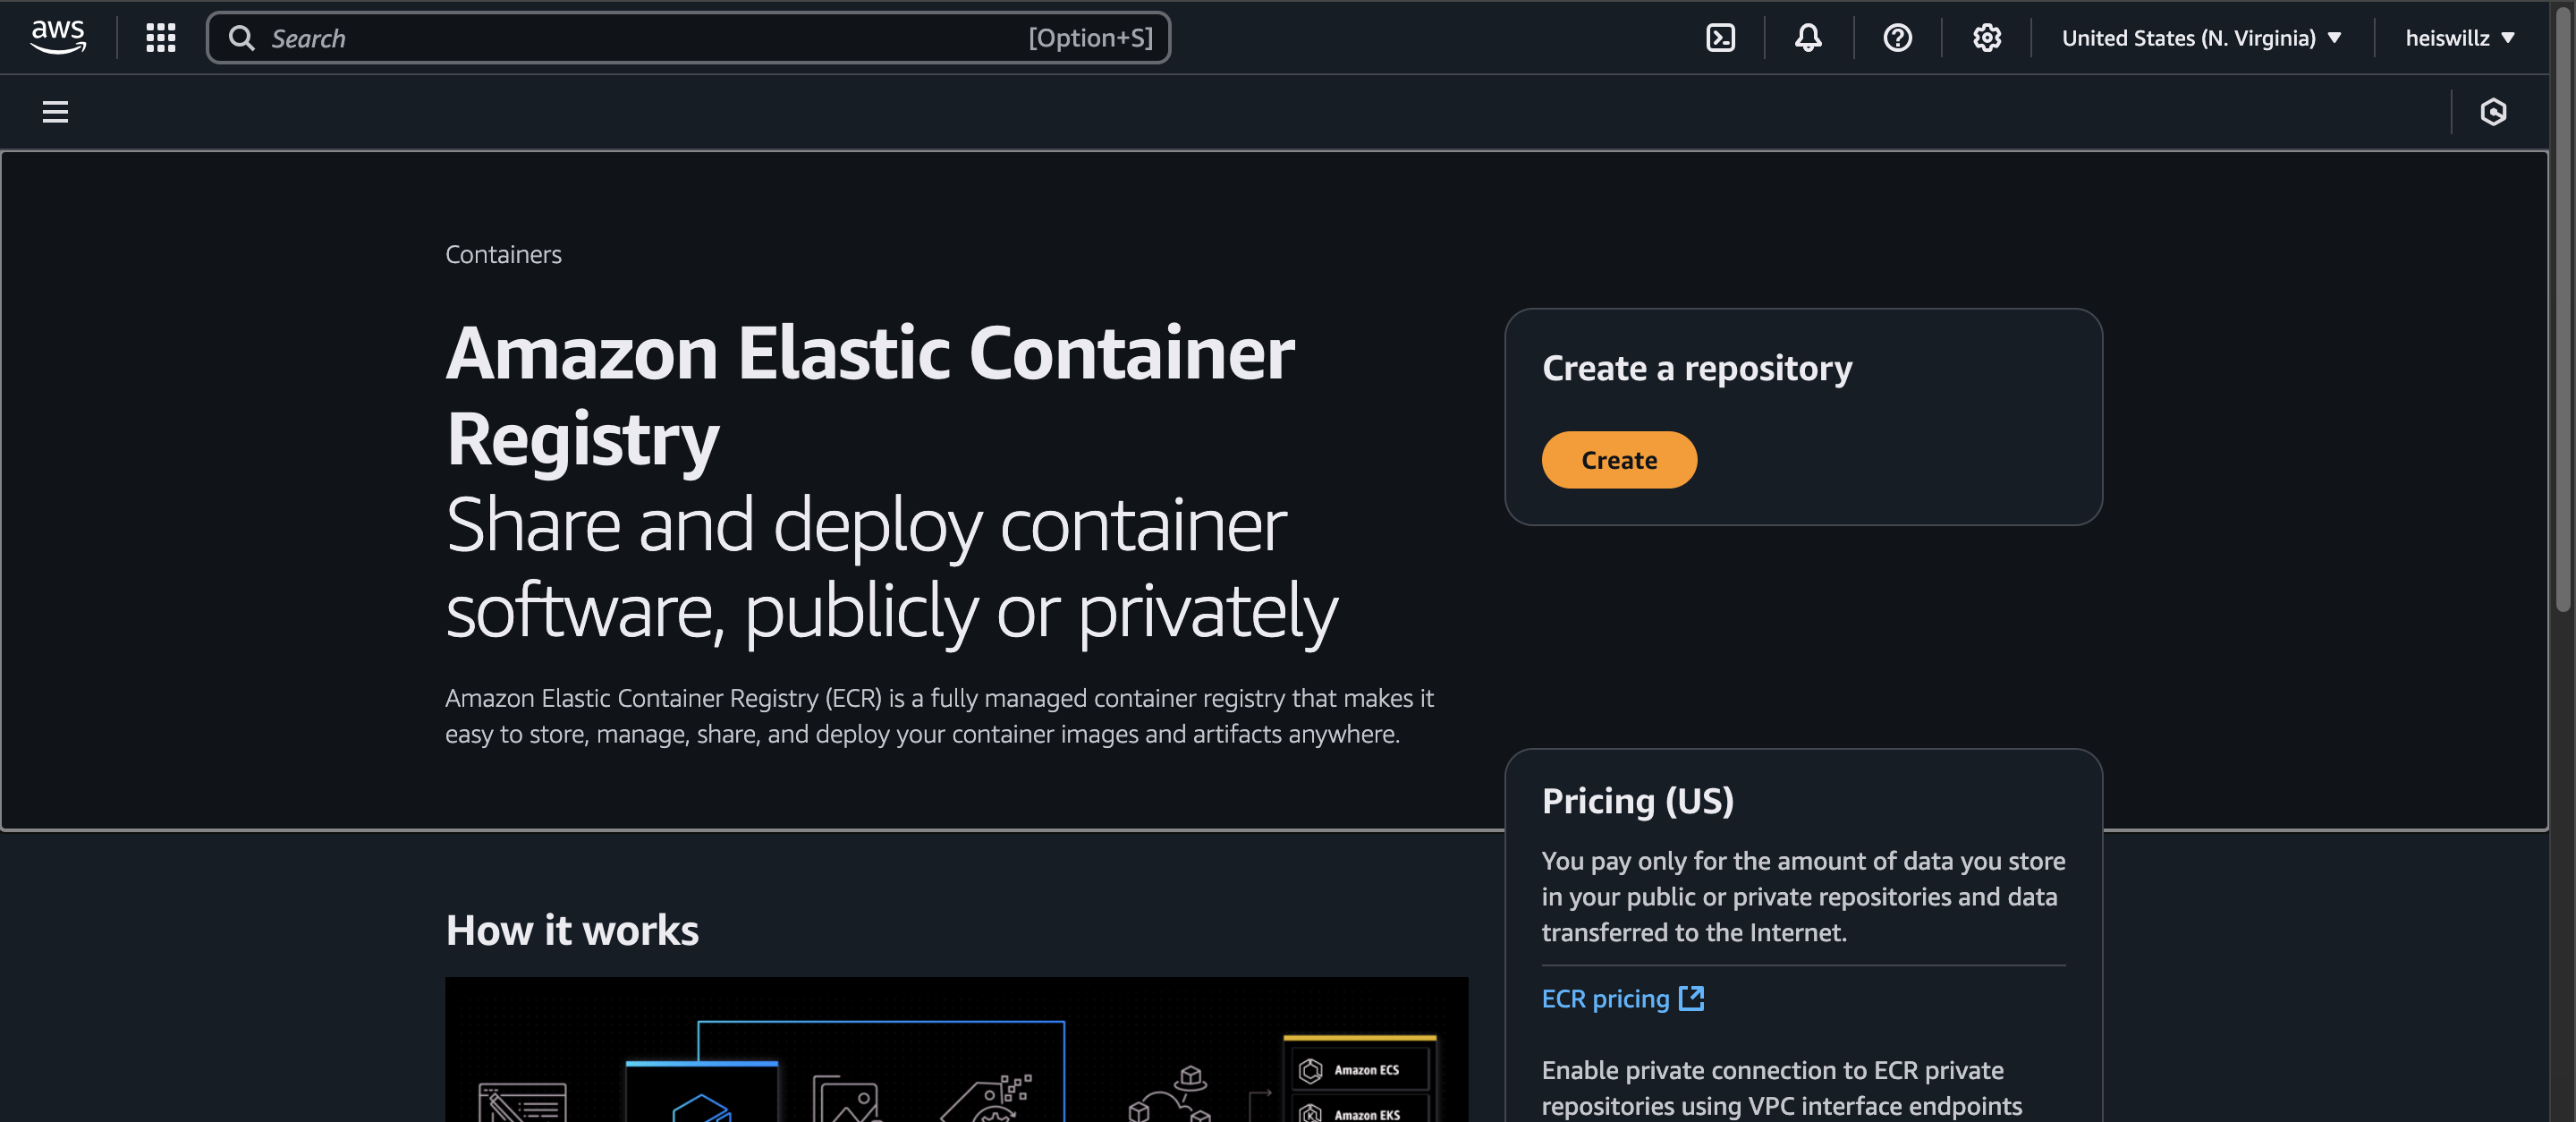 aws
Search
[Option+S]
United States (N. Virginia)
heiswillz
Containers
Amazon Elastic Container
Registry
Share and deploy container
software, publicly or privately
Amazon Elastic Container Registry (ECR) is a fully managed container registry that makes it
easy to store, manage, share, and deploy your container images and artifacts anywhere.
Create a repository
Create
Pricing (US)
You pay only for the amount of data you store
in your public or private repositories and data
transferred to the Internet.
ECR pricing
Enable private connection to ECR private
repositories using VPC interface endpoints
How it works
Amazon ECS
Amazon EKS